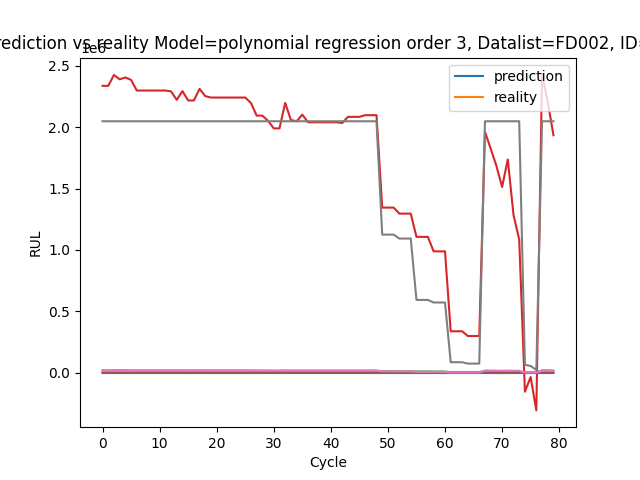 rediction vs reality Model=polynomial regression order 3, Datalist=FD002, ID=
1e6
2.5
2.0
1.5
1.0
0.5
0.0
RUL
prediction
reality
0 10 20 30 40 50 60 70 80
Cycle